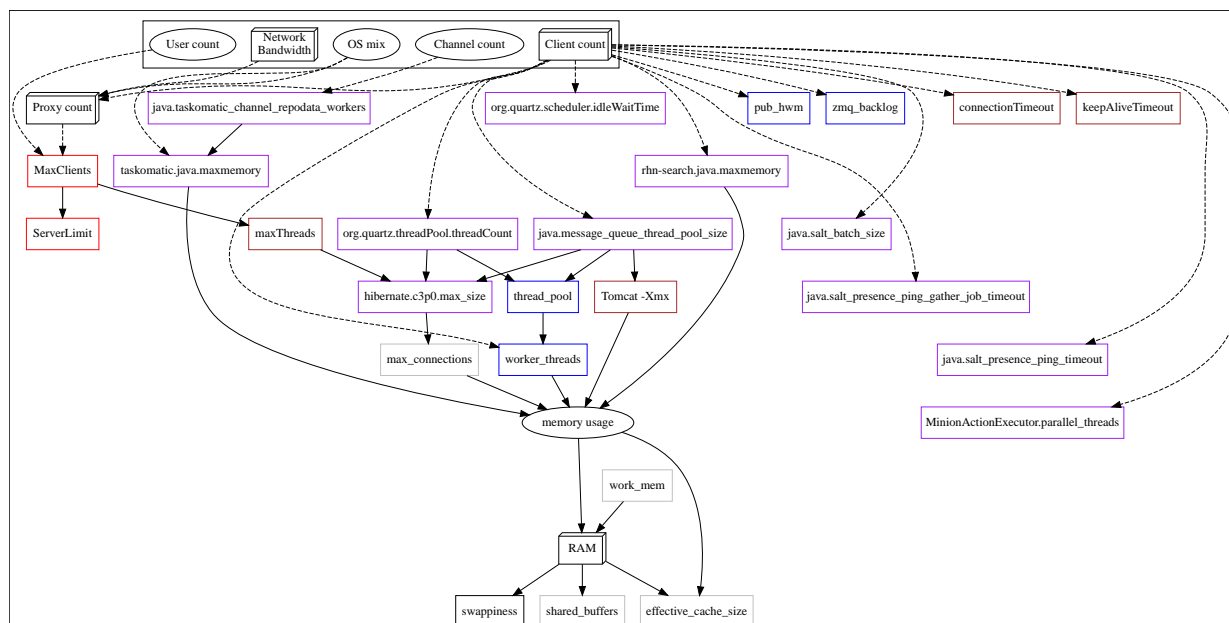 User count
Network
Bandwidth
OS mix
Channel count
Client count
Proxy count
java.taskomatic_channel_repodata_workers
org.quartz.scheduler.idleWaitTime
pub_hwm
zmq_backlog
connectionTimeout
keepAliveTimeout
MaxClients
taskomatic.java.maxmemory
rhn-search.java.maxmemory
ServerLimit
maxThreads
org.quartz.threadPool.threadCount
java.message_queue_thread_pool_size
java.salt_batch_size
hibernate.c3p0.max_size
thread_pool
Tomcat -Xmx
java.salt_presence_ping_gather_job_timeout
max_connections
worker_threads
java.salt_presence_ping_timeout
memory usage
MinionActionExecutor.parallel_threads
work_mem
RAM
swappiness
shared_buffers
effective_cache_size